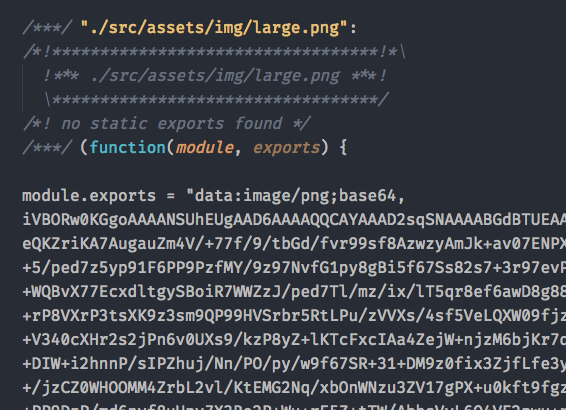 /***/ "./src/assets/img/large.png":
/*!**********************************!*\
  !*** ./src/assets/img/large.png ***!
  \**********************************/
/*! no static exports found */
/***/ (function(module, exports) {
module.exports = "data:image/png;base64,
iVBORw0KGgoAAAANSUhEUgAAD6AAAAQQCAYAAAD2sqSNAAAABGdBTUEAA
eQKZriKA7AugauZm4V/+77f/9/tbGd/fvr99sf8AzwzyAmJk+av07ENPX
+5/ped7z5yp91F6PP9PzfMY/9z97NvfG1py8gBi5f67Ss82s7+3r97evP
+WQBvX77EcxdltgySBoiR7WWZzJ/ped7Tl/mz/ix/lT5qr8ef6awD8g88
+rP8VXrP3tsXK9z3sm9QP99HVSrbr5RtLPu/zVVXs/4sf5VeLQXW09fjz
+V340cXHr2s2jPn6v0UXs9/kzP8yZ+lKTcFxcIAa4ZejW+njzM6bjKr7q
+DIW+i2hnnP/sIPZhuj/Nn/PO/py/w9f67SR+31+DM9z0fix3ZjfLfe3y
+/jzCZ0WHOOMM4ZrbL2vl/KtEMG2Nq/xbOnWNzu3ZV17gPX+u0kft9fgz